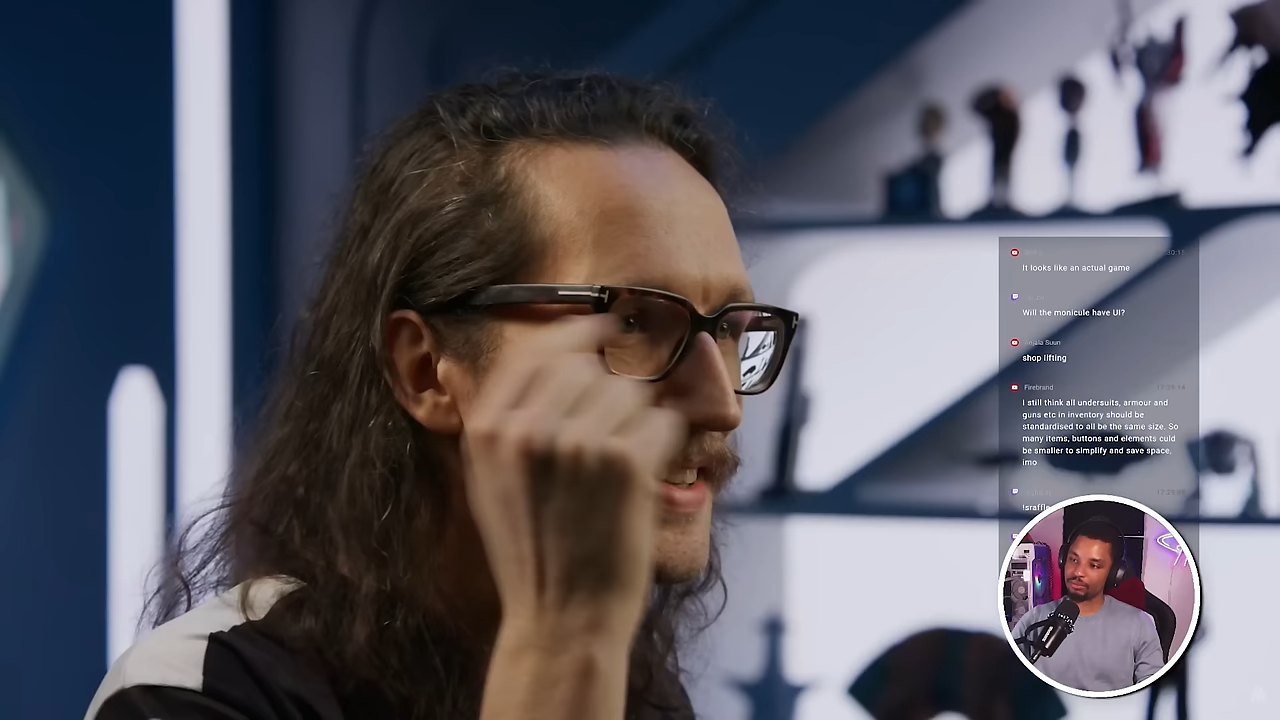 It looks like an actual game
Will the monicule have UI?
shop lifting
Firebrand
I still think all undersuits, armour and
guns etc in inventory should be
standardised to all be the same size. So
many items, buttons and elements culd
be smaller to simplify and save space,
imo